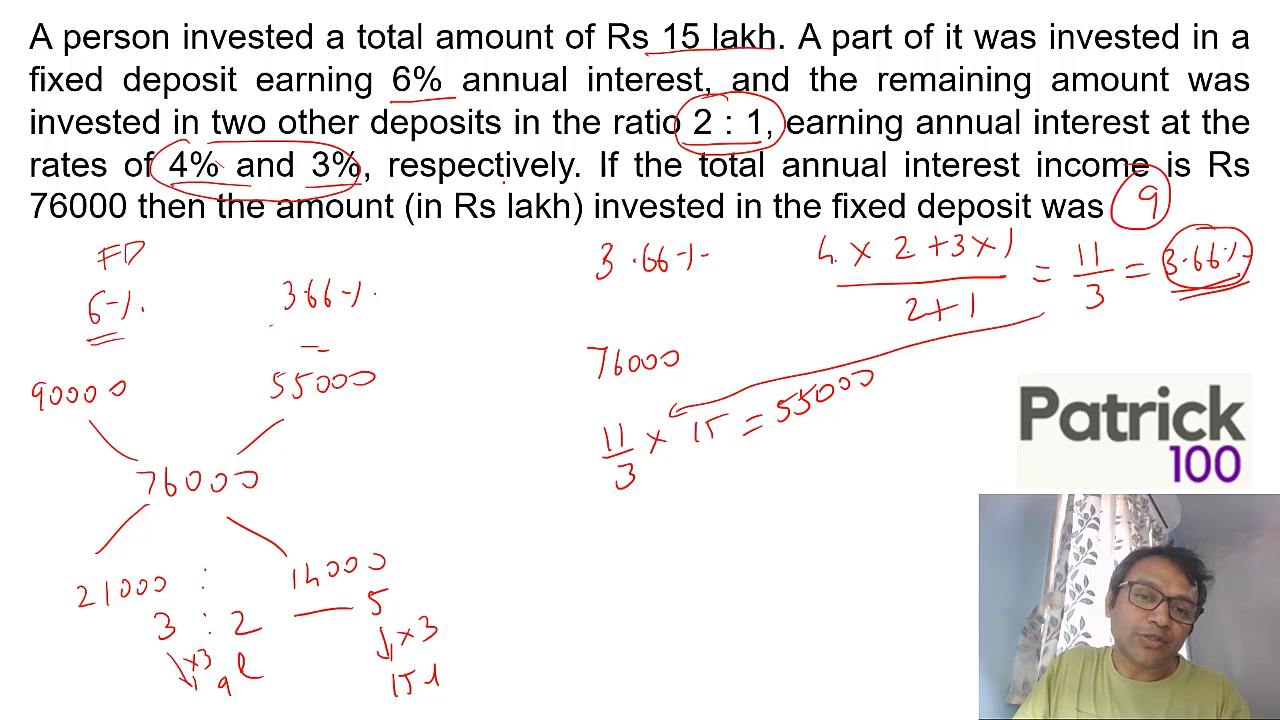 A person invested a total amount of Rs 15 lakh. A part of it was invested in a
fixed deposit earning 6% annual interest, and the remaining amount was
invested in two other deposits in the ratio 2 : 1, earning annual interest at the
rates of 4% and 3%, respectively. If the total annual interest income is Rs
76000 then the amount (in Rs lakh) invested in the fixed deposit was 9
FD
6%.
3.66%.
90000
55000
76000
21000 : 14000
3 : 2 5
×3
9 l
×3
15 l
3.66%
4 × 2 + 3 × 1
2 + 1
= 11/3 = 3.66%
76000
11/3 × 15 = 55000
Patrick
100